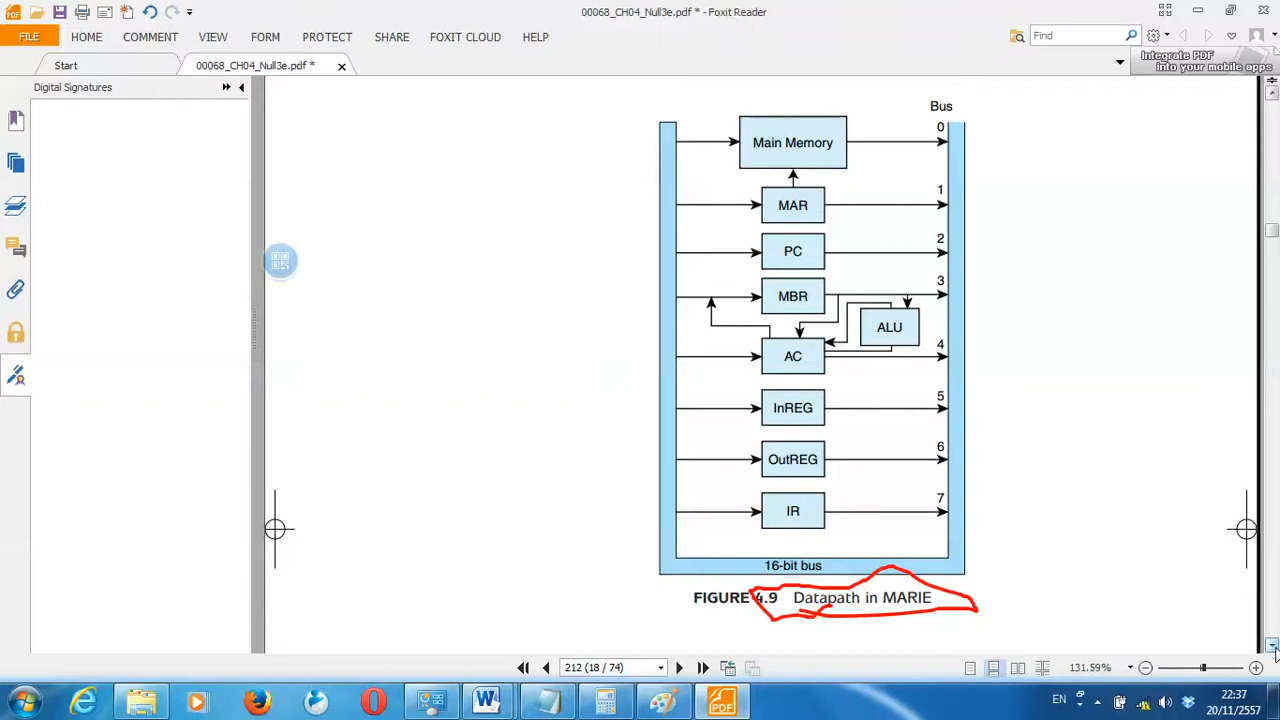 00068_CH04_Null3e.pdf * - Foxit Reader
FILE
HOME
COMMENT
VIEW
FORM
PROTECT
SHARE
FOXIT CLOUD
HELP
Find
Start
00068_CH04_Null3e.pdf *
Integrate PDF
into your mobile apps
Digital Signatures
Bus
0
Main Memory
1
MAR
2
PC
3
MBR
ALU
4
AC
5
InREG
6
OutREG
7
IR
16-bit bus
FIGURE 4.9 Datapath in MARIE
212 (18 / 74)
131.59%
EN
22:37
20/11/2557